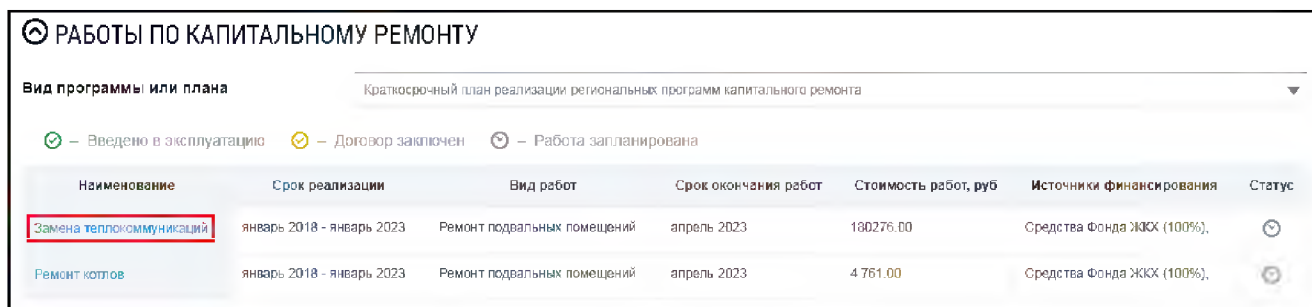 РАБОТЫ ПО КАПИТАЛЬНОМУ РЕМОНТУ
Вид программы или плана Краткосрочный план реализации региональных программ капитального ремонта
– Введено в эксплуатацию – Договор заключен – Работа запланирована
Наименование Срок реализации Вид работ Срок окончания работ Стоимость работ, руб Источники финансирования Статус
Замена теплокоммуникаций январь 2018 - январь 2023 Ремонт подвальных помещений апрель 2023 180276.00 Средства Фонда ЖКХ (100%),
Ремонт котлов январь 2018 - январь 2023 Ремонт подвальных помещений апрель 2023 4 761.00 Средства Фонда ЖКХ (100%),